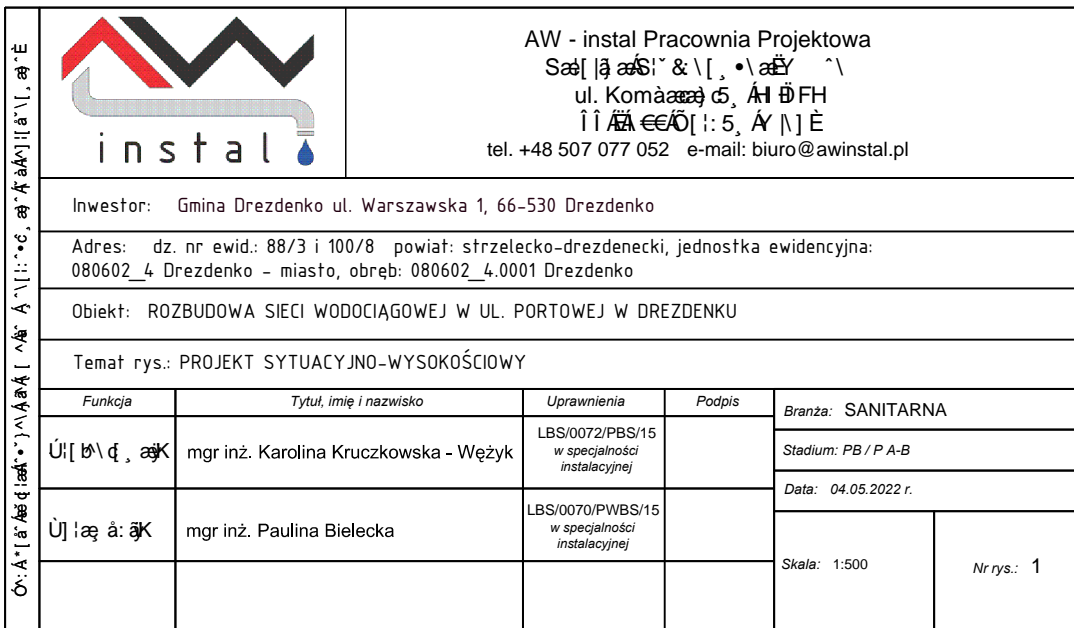 AW - instal Pracownia Projektowa
ul.
tel. +48 507 077 052 e-mail: biuro@awinstal.pl
instal
Inwestor: Gmina Drezdenko ul. Warszawska 1, 66-530 Drezdenko
Adres: dz. nr ewid.: 88/3 i 100/8 powiat: strzelecko-drezdenecki, jednostka ewidencyjna:
080602_4 Drezdenko - miasto, obręb: 080602_4.0001 Drezdenko
Obiekt: ROZBUDOWA SIECI WODOCIĄGOWEJ W UL. PORTOWEJ W DREZDENKU
Temat rys.: PROJEKT SYTUACYJNO-WYSOKOŚCIOWY
Funkcja Tytuł, imię i nazwisko Uprawnienia Podpis
Branża: SANITARNA
mgr inż. Karolina Kruczkowska - Wężyk
LBS/0072/PBS/15
w specjalności
instalacyjnej
Stadium: PB / P A-B
Data: 04.05.2022 r.
mgr inż. Paulina Bielecka
LBS/0070/PWBS/15
w specjalności
instalacyjnej
Skala: 1:500
Nr rys.: 1